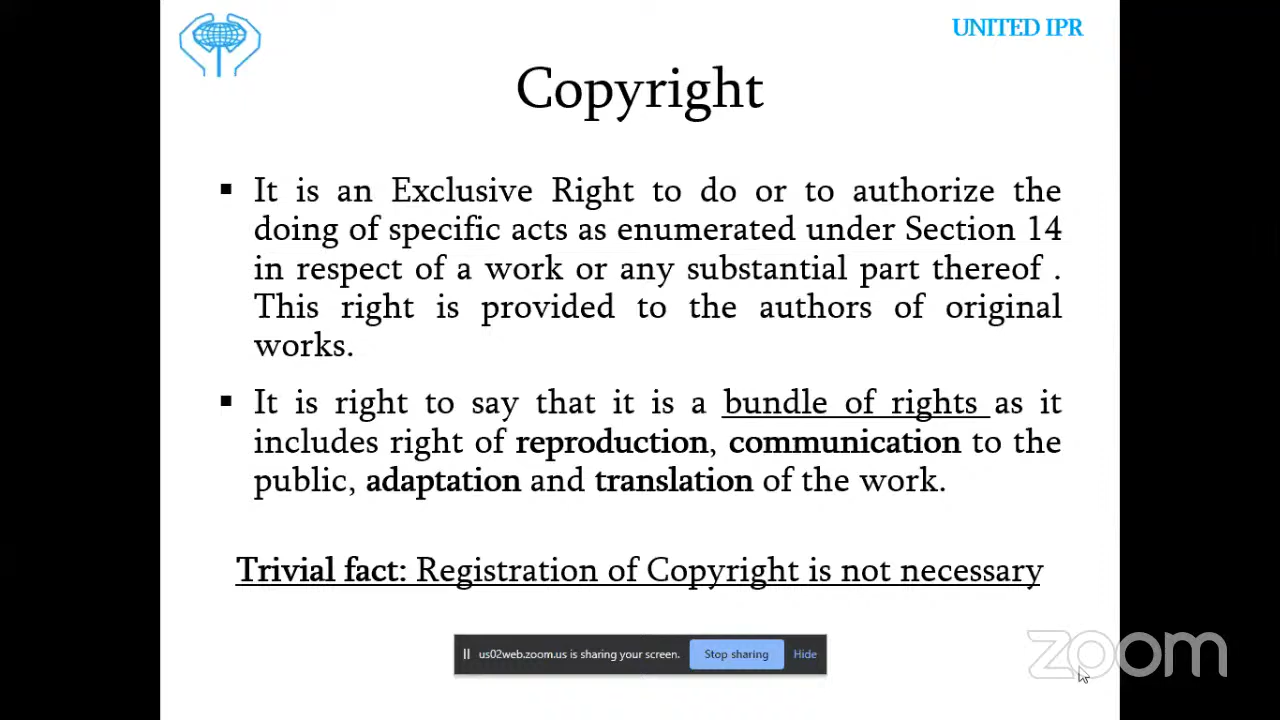 UNITED IPR
Copyright
▪ It is an Exclusive Right to do or to authorize the
doing of specific acts as enumerated under Section 14
in respect of a work or any substantial part thereof .
This right is provided to the authors of original
works.
▪ It is right to say that it is a bundle of rights as it
includes right of reproduction, communication to the
public, adaptation and translation of the work.
Trivial fact: Registration of Copyright is not necessary
us02web.zoom.us is sharing your screen. Stop sharing Hide
zoom